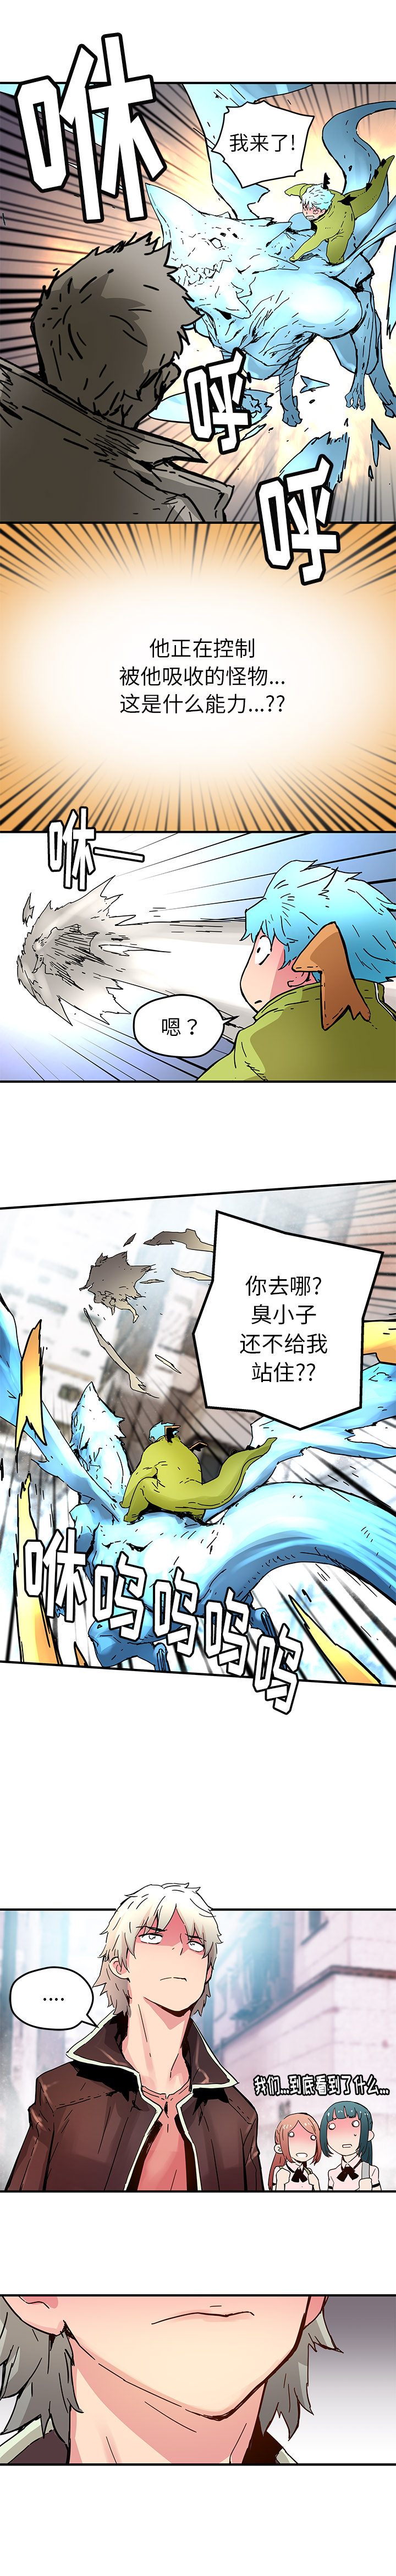 咻
我来了!
呼
呼
他正在控制
被他吸收的怪物...
这是什么能力...??
咻—
嗯？
你去哪?
臭小子
还不给我
站住??
咻呜呜呜呜
....
我们...到底看到了什么...